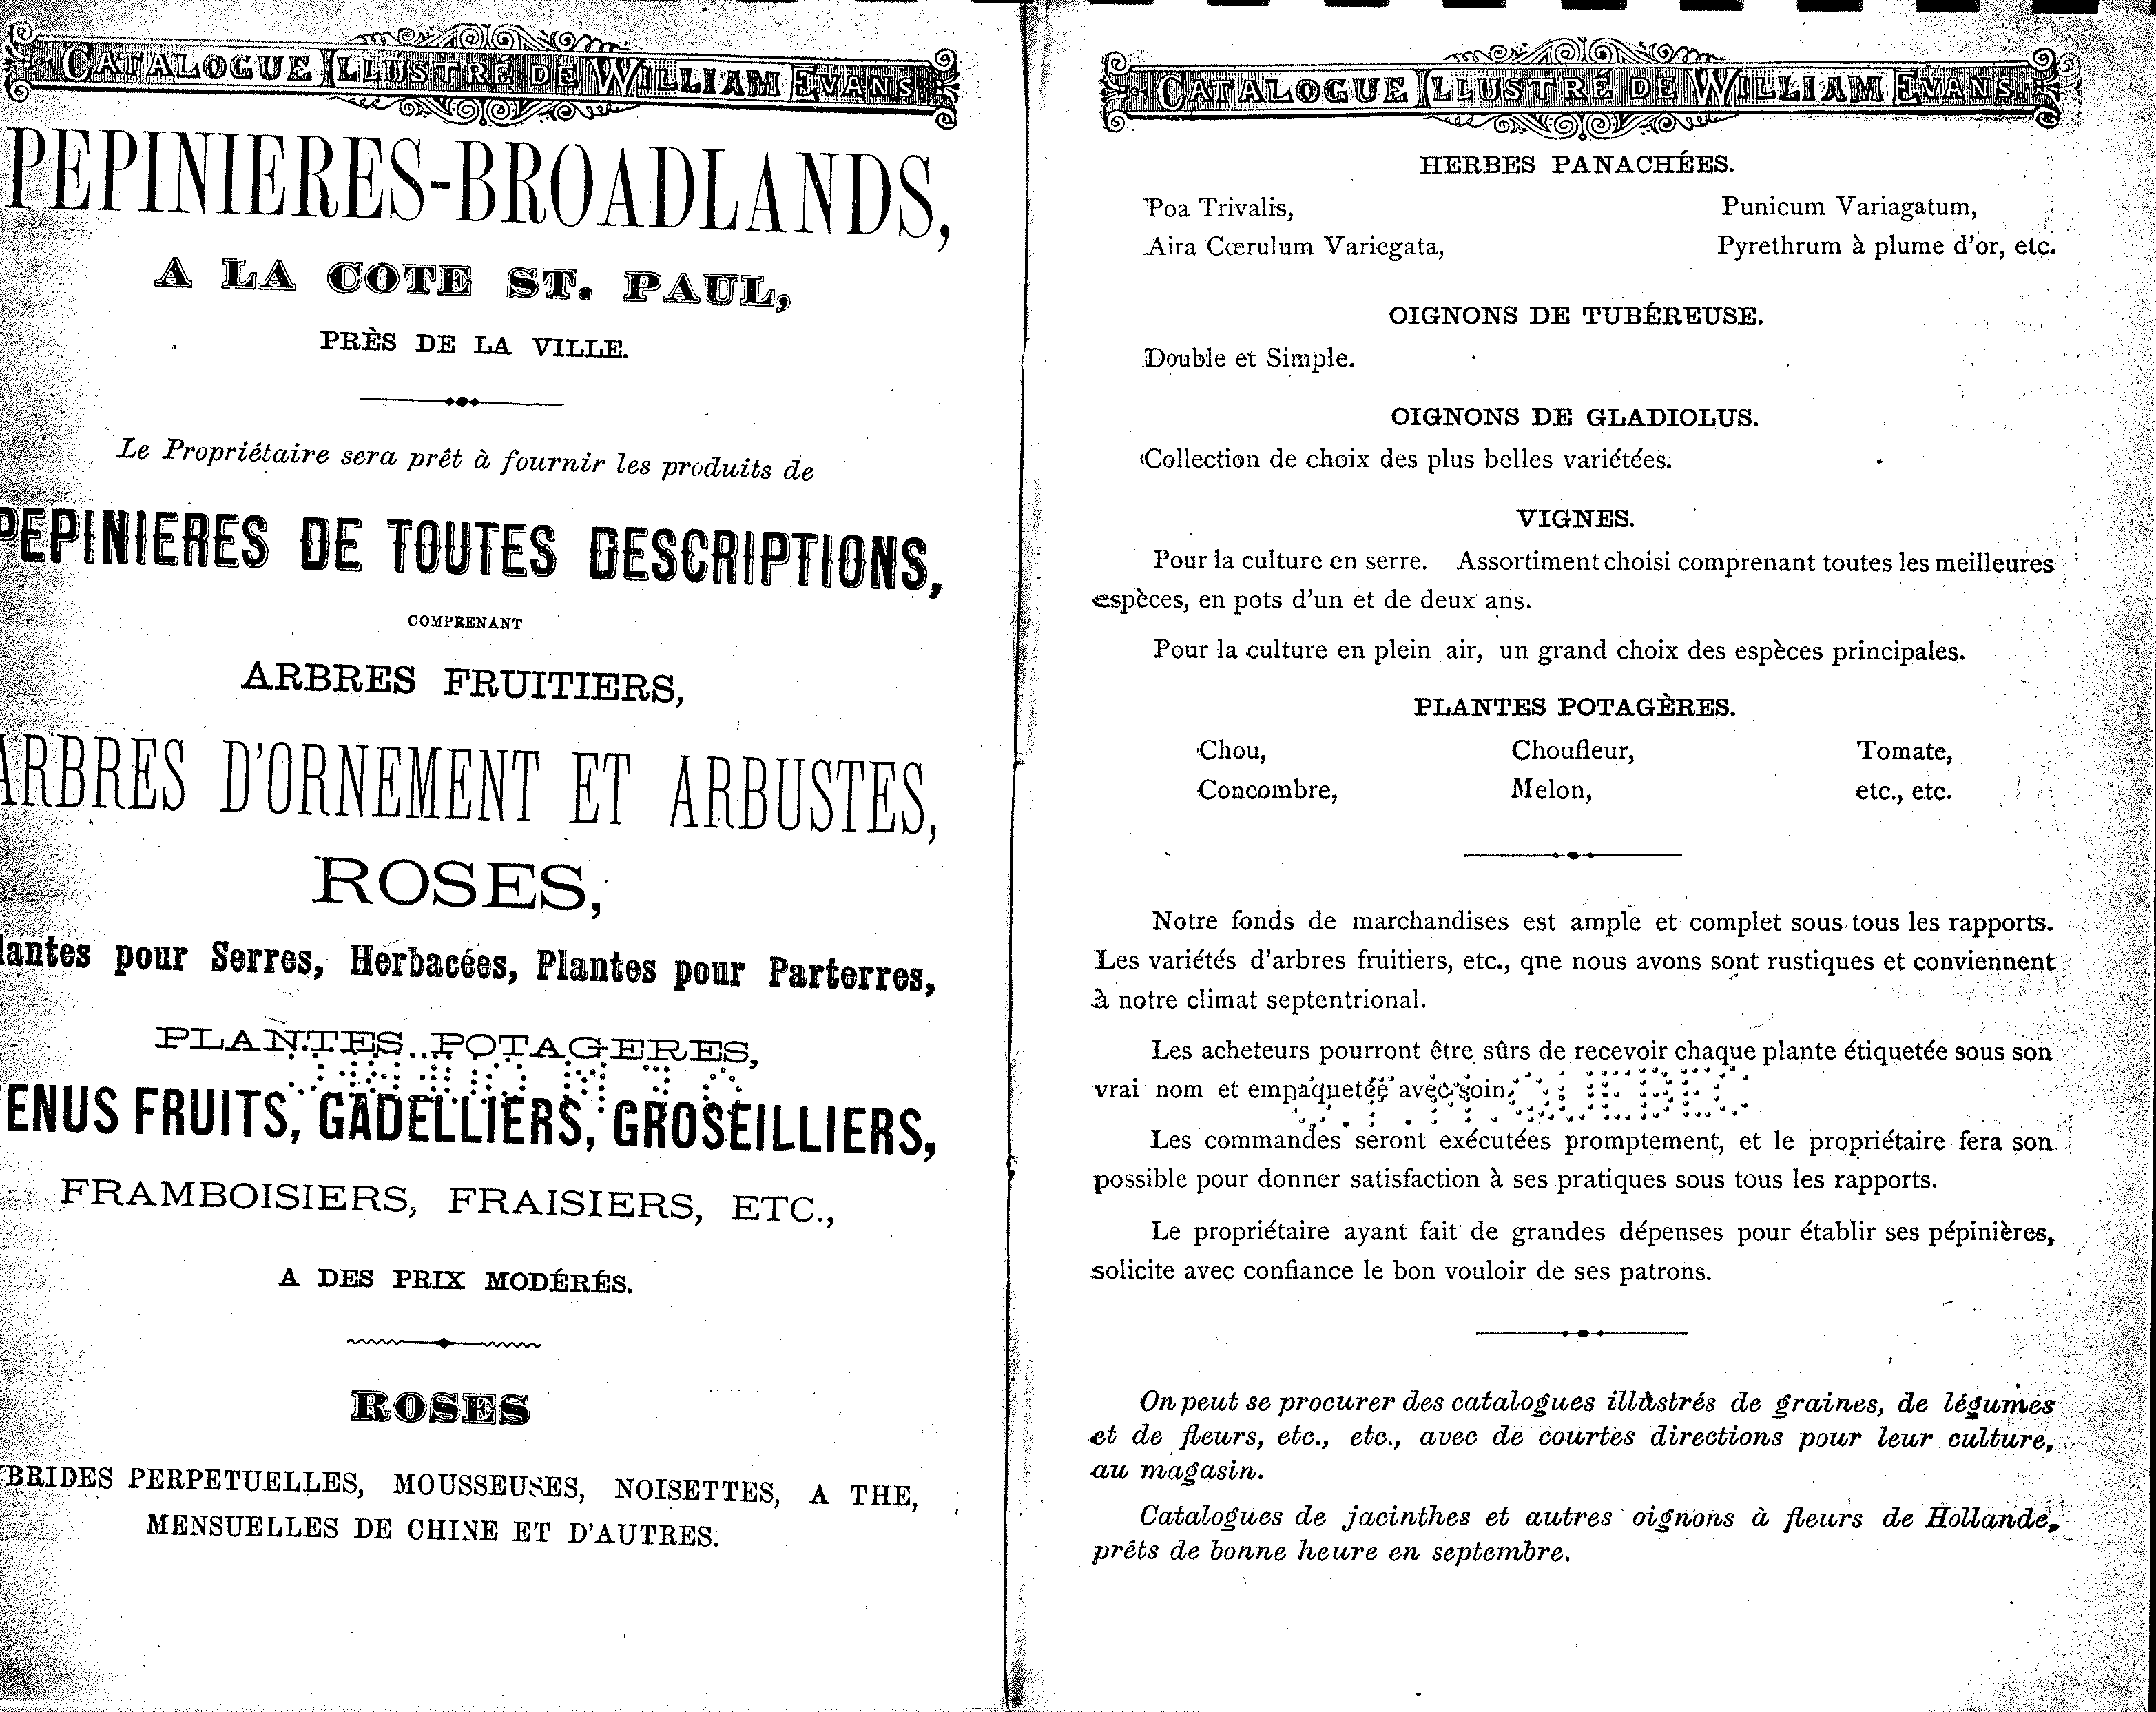 CATALOGUE ILLUSTRÉ DE WILLIAM EVANS.
PEPINIERES-BROADLANDS,
A LA COTE ST. PAUL,
PRÈS DE LA VILLE.
Le Propriétaire sera prêt à fournir les produits de
PEPINIERES DE TOUTES DESCRIPTIONS,
COMPRENANT
ARBRES FRUITIERS,
ARBRES D'ORNEMENT ET ARBUSTES,
ROSES,
lantes pour Serres, Herbacées, Plantes pour Parterres,
PLANTES POTAGERES,
ENUS FRUITS, GADELLIERS, GROSEILLIERS,
FRAMBOISIERS, FRAISIERS, ETC.,
A DES PRIX MODÉRÉS.
ROSES
BRIDES PERPETUELLES, MOUSSEUSES, NOISETTES, A THE,
MENSUELLES DE CHINE ET D'AUTRES.
CATALOGUE ILLUSTRÉ DE WILLIAM EVANS.
HERBES PANACHÉES.
Poa Trivalis, Punicum Variagatum,
Aira Cœrulum Variegata, Pyrethrum à plume d'or, etc.
OIGNONS DE TUBÉREUSE.
Double et Simple.
OIGNONS DE GLADIOLUS.
Collection de choix des plus belles variétées.
VIGNES.
Pour la culture en serre. Assortiment choisi comprenant toutes les meilleures
espèces, en pots d'un et de deux ans.
Pour la culture en plein air, un grand choix des espèces principales.
PLANTES POTAGÈRES.
Chou, Choufleur, Tomate,
Concombre, Melon, etc., etc.
Notre fonds de marchandises est ample et complet sous tous les rapports.
Les variétés d'arbres fruitiers, etc., qne nous avons sont rustiques et conviennent
à notre climat septentrional.
Les acheteurs pourront être sûrs de recevoir chaque plante étiquetée sous son
vrai nom et empaquetée avec soin. QUEBEC
Les commandes seront exécutées promptement, et le propriétaire fera son
possible pour donner satisfaction à ses pratiques sous tous les rapports.
Le propriétaire ayant fait de grandes dépenses pour établir ses pépinières,
solicite avec confiance le bon vouloir de ses patrons.
On peut se procurer des catalogues illustrés de graines, de légumes
et de fleurs, etc., etc., avec de courtes directions pour leur culture,
au magasin.
Catalogues de jacinthes et autres oignons à fleurs de Hollande,
prêts de bonne heure en septembre.